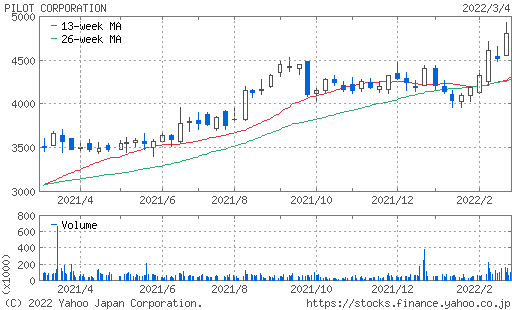 PILOT CORPORATION 2022/3/4
5000
13-week MA
26-week MA
4500
4000
3500
3000
2021/4 2021/6 2021/8 2021/10 2021/12 2022/2
800
Volume
600
400
200
0
(x1000)
2021/4 2021/6 2021/8 2021/10 2021/12 2022/2
(C) 2022 Yahoo Japan Corporation. https://stocks.finance.yahoo.co.jp/